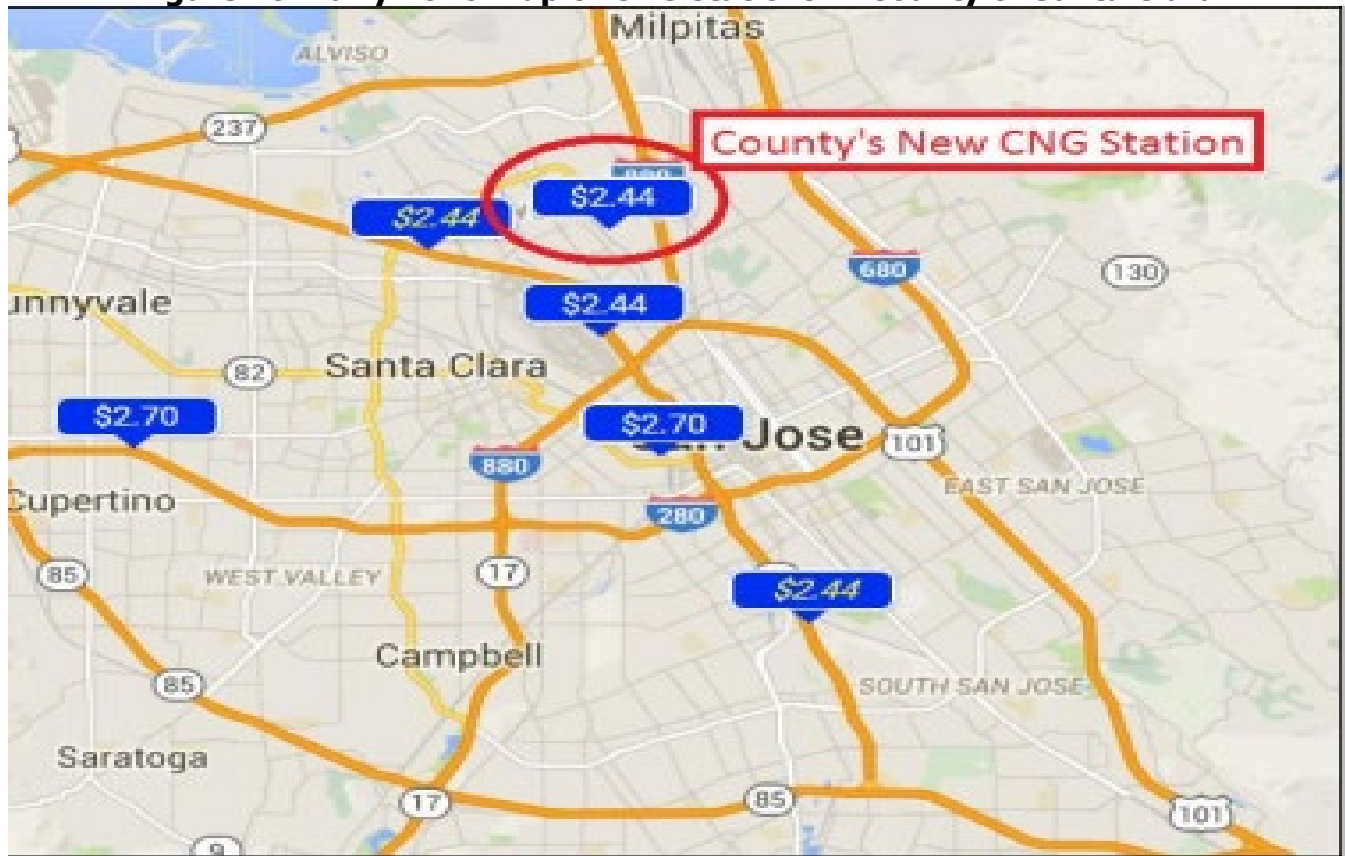 Milpitas
ALVISO
237
County's New CNG Station
$2.44
$2.44
680
130
$2.44
unnyvale
Santa Clara
82
$2.70
$2.70
Jose
101
880
EAST SAN JOSE
Cupertino
280
85
WEST VALLEY
17
$2.44
Campbell
85
SOUTH SAN JOSE
Saratoga
17
85
101
9